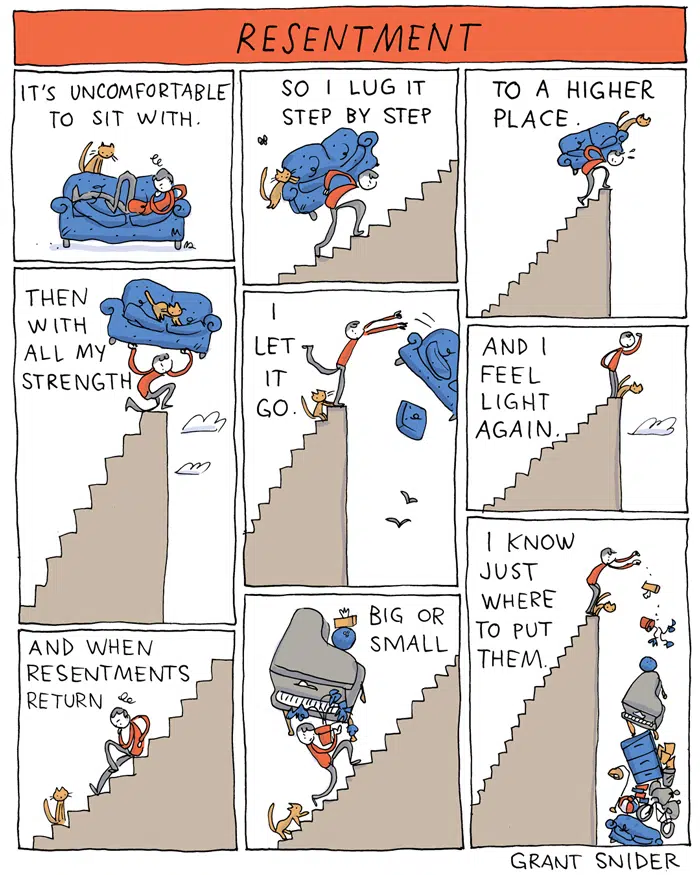 RESENTMENT
IT'S UNCOMFORTABLE
TO SIT WITH.
SO I LUG IT
STEP BY STEP
TO A HIGHER
PLACE.
THEN
WITH
ALL MY
STRENGTH
I
LET
IT
GO.
AND I
FEEL
LIGHT
AGAIN.
AND WHEN
RESENTMENTS
RETURN
BIG OR
SMALL
I KNOW
JUST
WHERE
TO PUT
THEM.
GRANT SNIDER